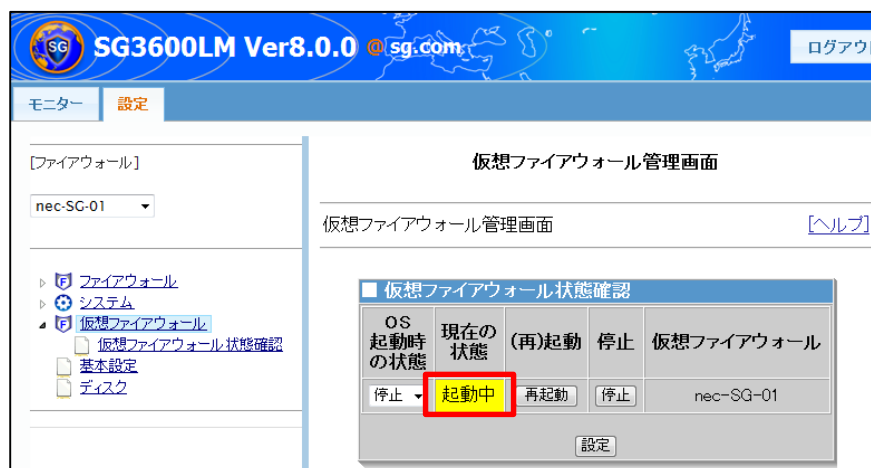 SG
SG3600LM Ver8.0.0 @sg.com
モニター 設定
[ファイアウォール]
nec-SG-01
ファイアウォール
システム
仮想ファイアウォール
仮想ファイアウォール状態確認
基本設定
ディスク
仮想ファイアウォール管理画面
仮想ファイアウォール管理画面 [ヘルプ]
■ 仮想ファイアウォール状態確認
OS
起動時
の状態
現在の
状態
(再)起動 停止 仮想ファイアウォール
停止 起動中 再起動 停止 nec-SG-01
設定